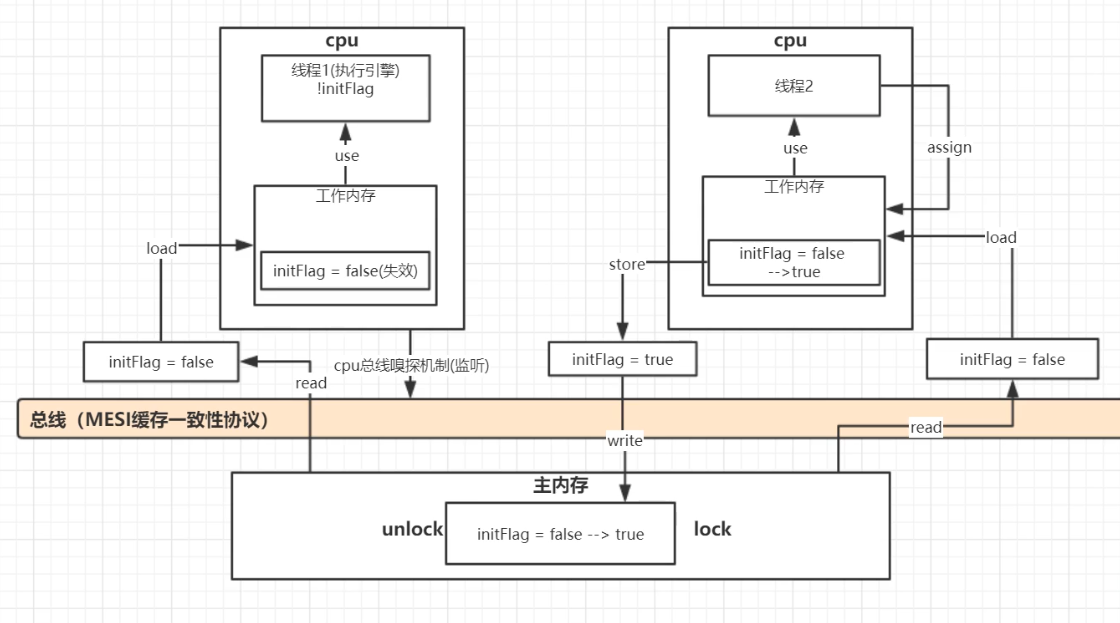 cpu
线程1(执行引擎)
!initFlag
use
工作内存
initFlag = false(失效)
load
initFlag = false
read
cpu总线嗅探机制(监听)
cpu
线程2
use
assign
工作内存
initFlag = false
-->true
store
load
initFlag = true
initFlag = false
总线（MESI缓存一致性协议）
write
read
主内存
unlock
initFlag = false --> true
lock